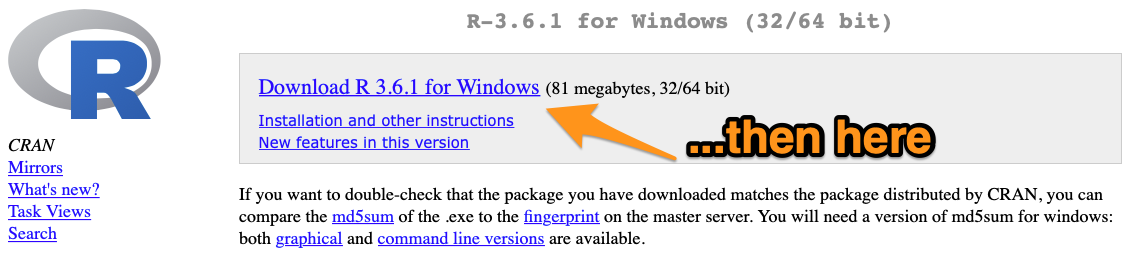 R-3.6.1 for Windows (32/64 bit)
R
Download R 3.6.1 for Windows (81 megabytes, 32/64 bit)
Installation and other instructions
New features in this version
...then here
CRAN
Mirrors
What's new?
Task Views
Search
If you want to double-check that the package you have downloaded matches the package distributed by CRAN, you can
compare the md5sum of the .exe to the fingerprint on the master server. You will need a version of md5sum for windows:
both graphical and command line versions are available.